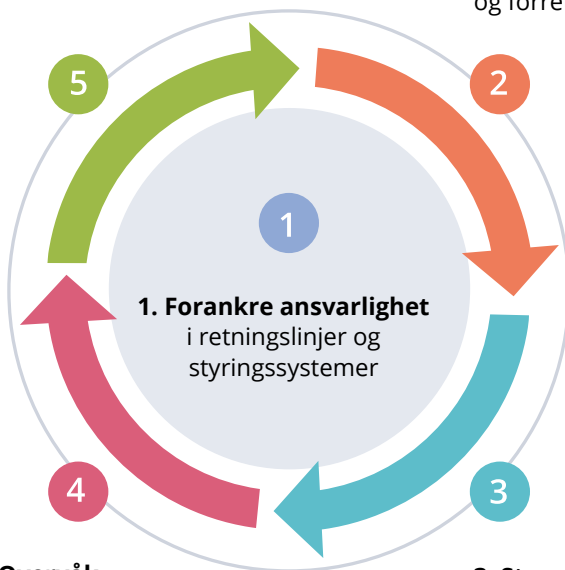 og forre
5
2
1
1. Forankre ansvarlighet
i retningslinjer og
styringssystemer
4
3